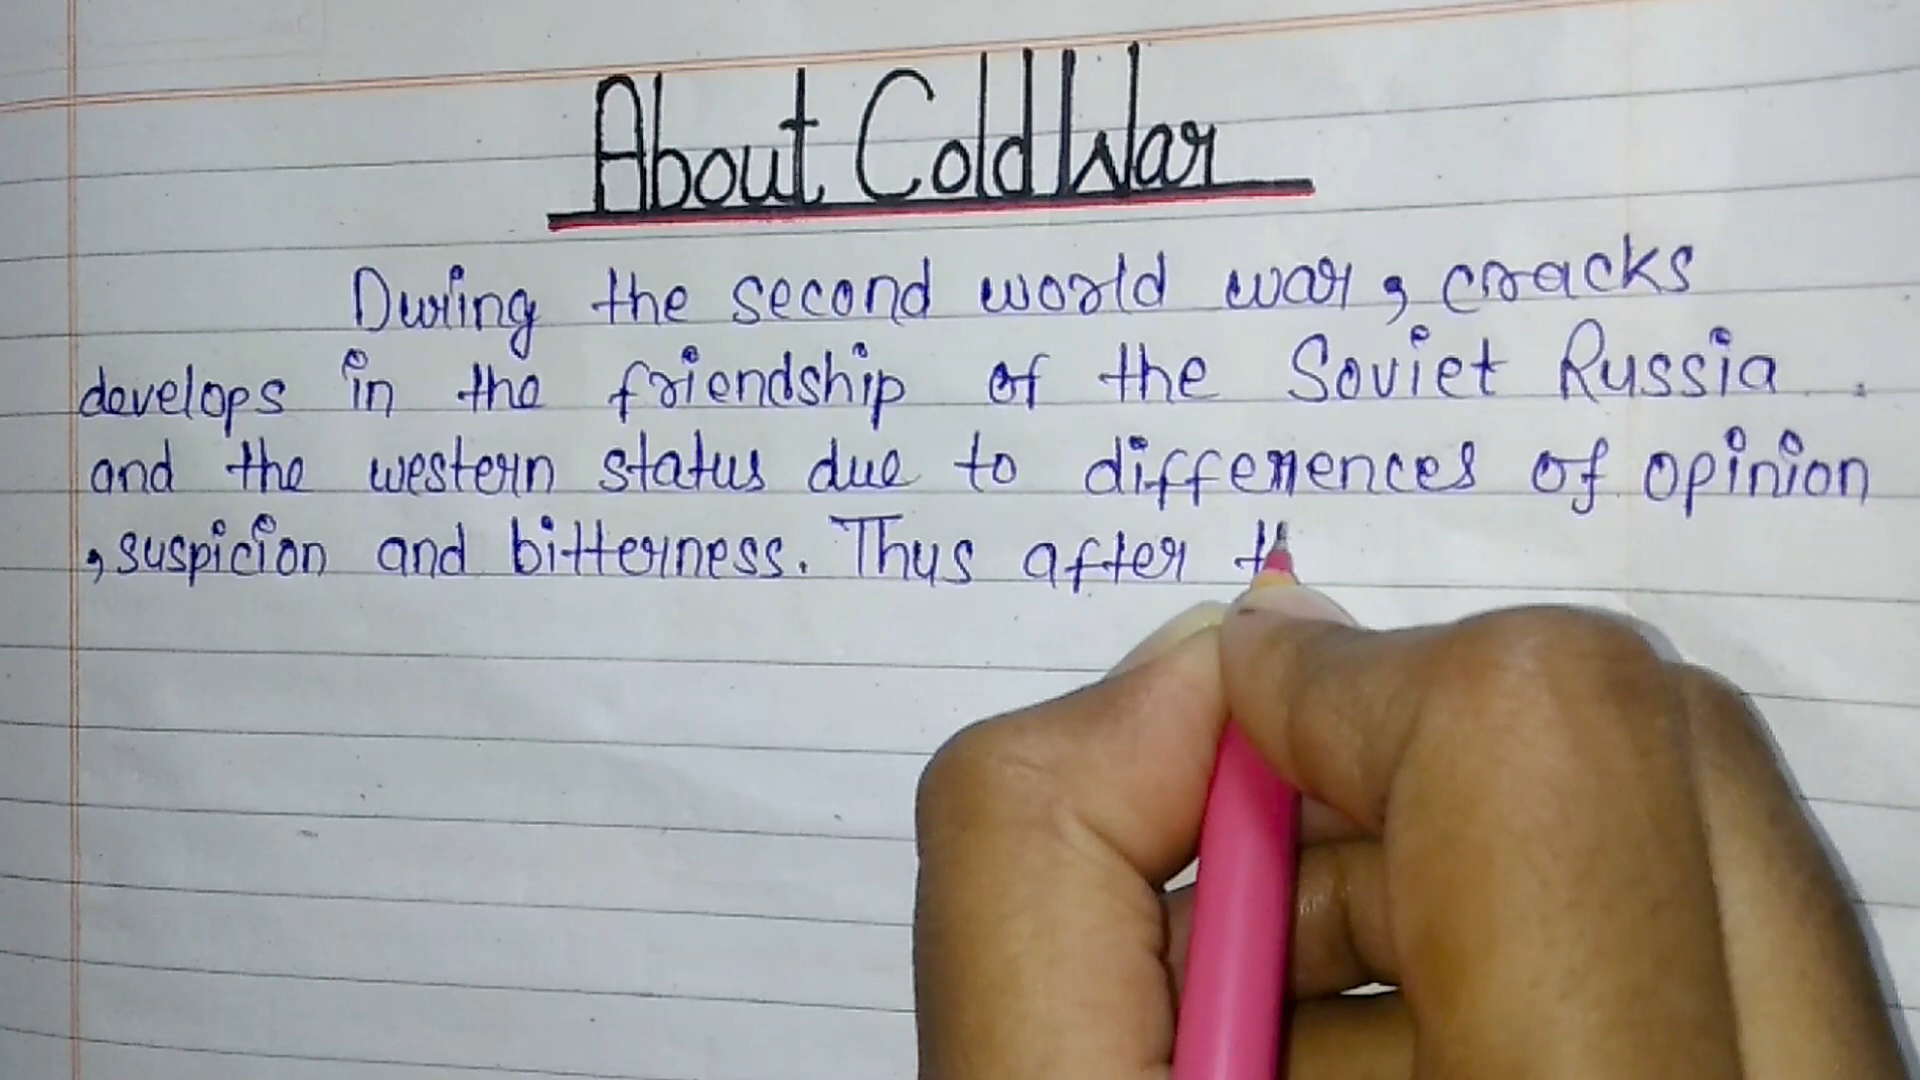 About Cold War
During the second world war, cracks
develops in the friendship of the Soviet Russia
and the western status due to differences of opinion
, suspicion and bitterness. Thus after